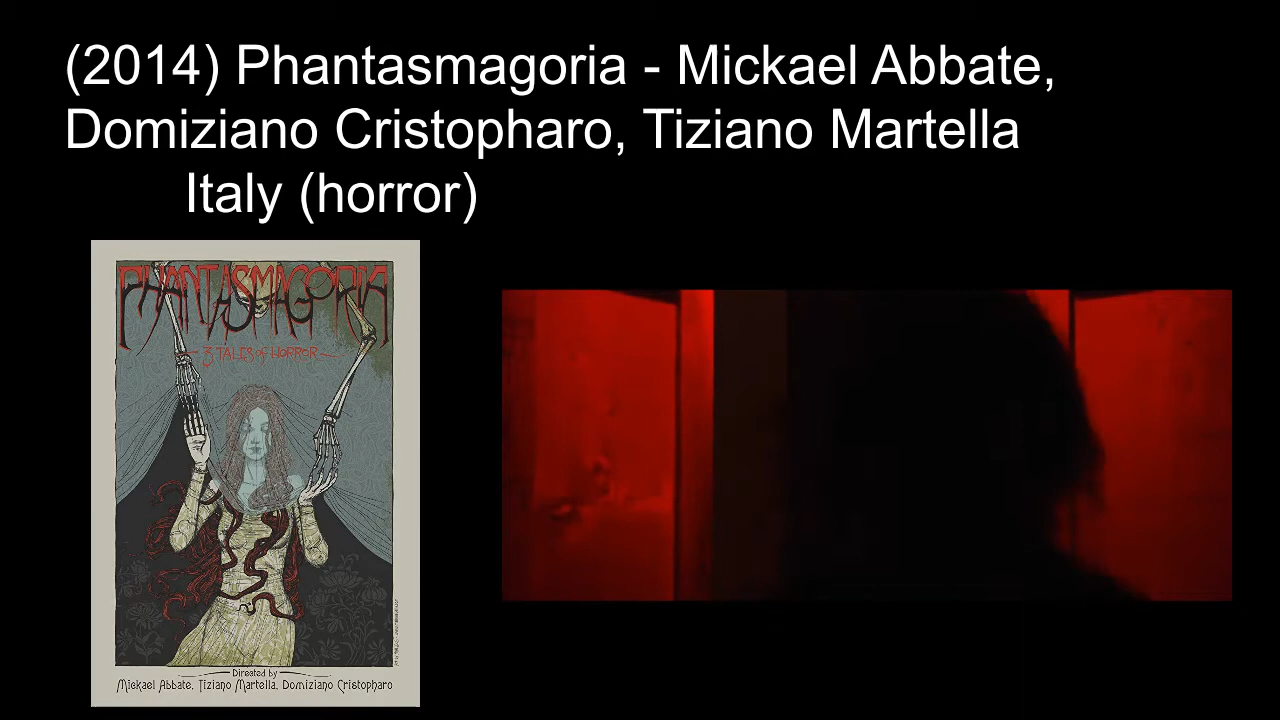 (2014) Phantasmagoria - Mickael Abbate,
Domiziano Cristopharo, Tiziano Martella
Italy (horror)
PHANTASMAGORIA
3 TALES OF HORROR
Directed by
Mickael Abbate, Tiziano Martella, Domiziano Cristopharo